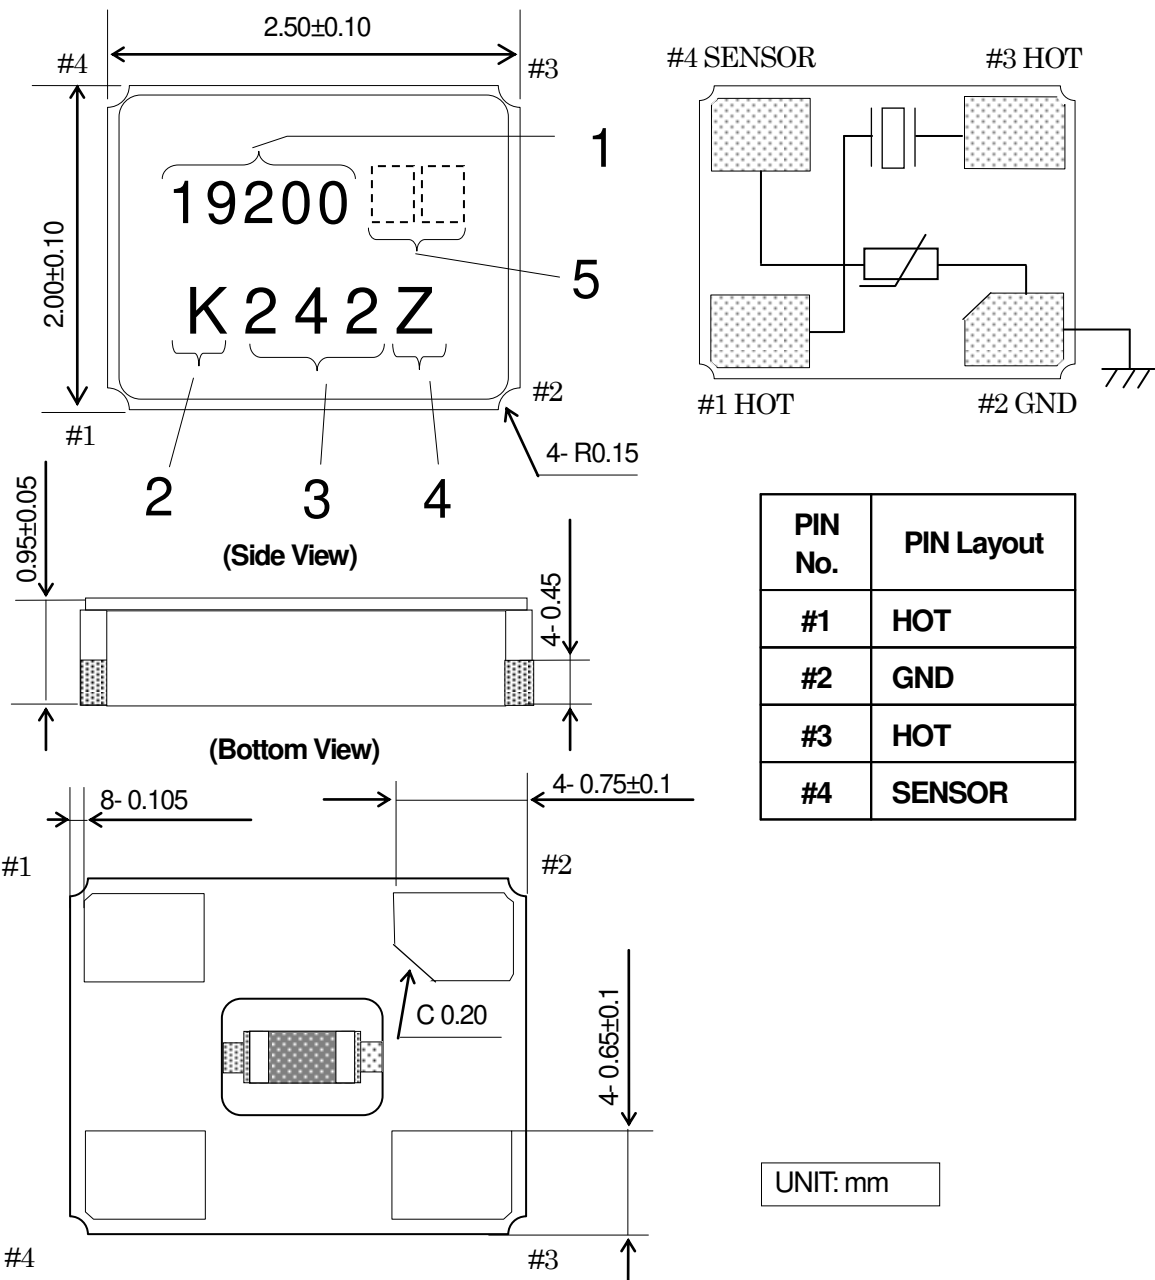 2.50±0.10
#4
#3
2.00±0.10
19200
1
5
K242Z
#1
#2
4- R0.15
2
3
4
#4 SENSOR
#3 HOT
#1 HOT
#2 GND
0.95±0.05
(Side View)
4- 0.45
PIN No.
PIN Layout
#1 HOT
#2 GND
#3 HOT
#4 SENSOR
(Bottom View)
8- 0.105
4- 0.75±0.1
#1
#2
C 0.20
4- 0.65±0.1
#4
#3
UNIT: mm